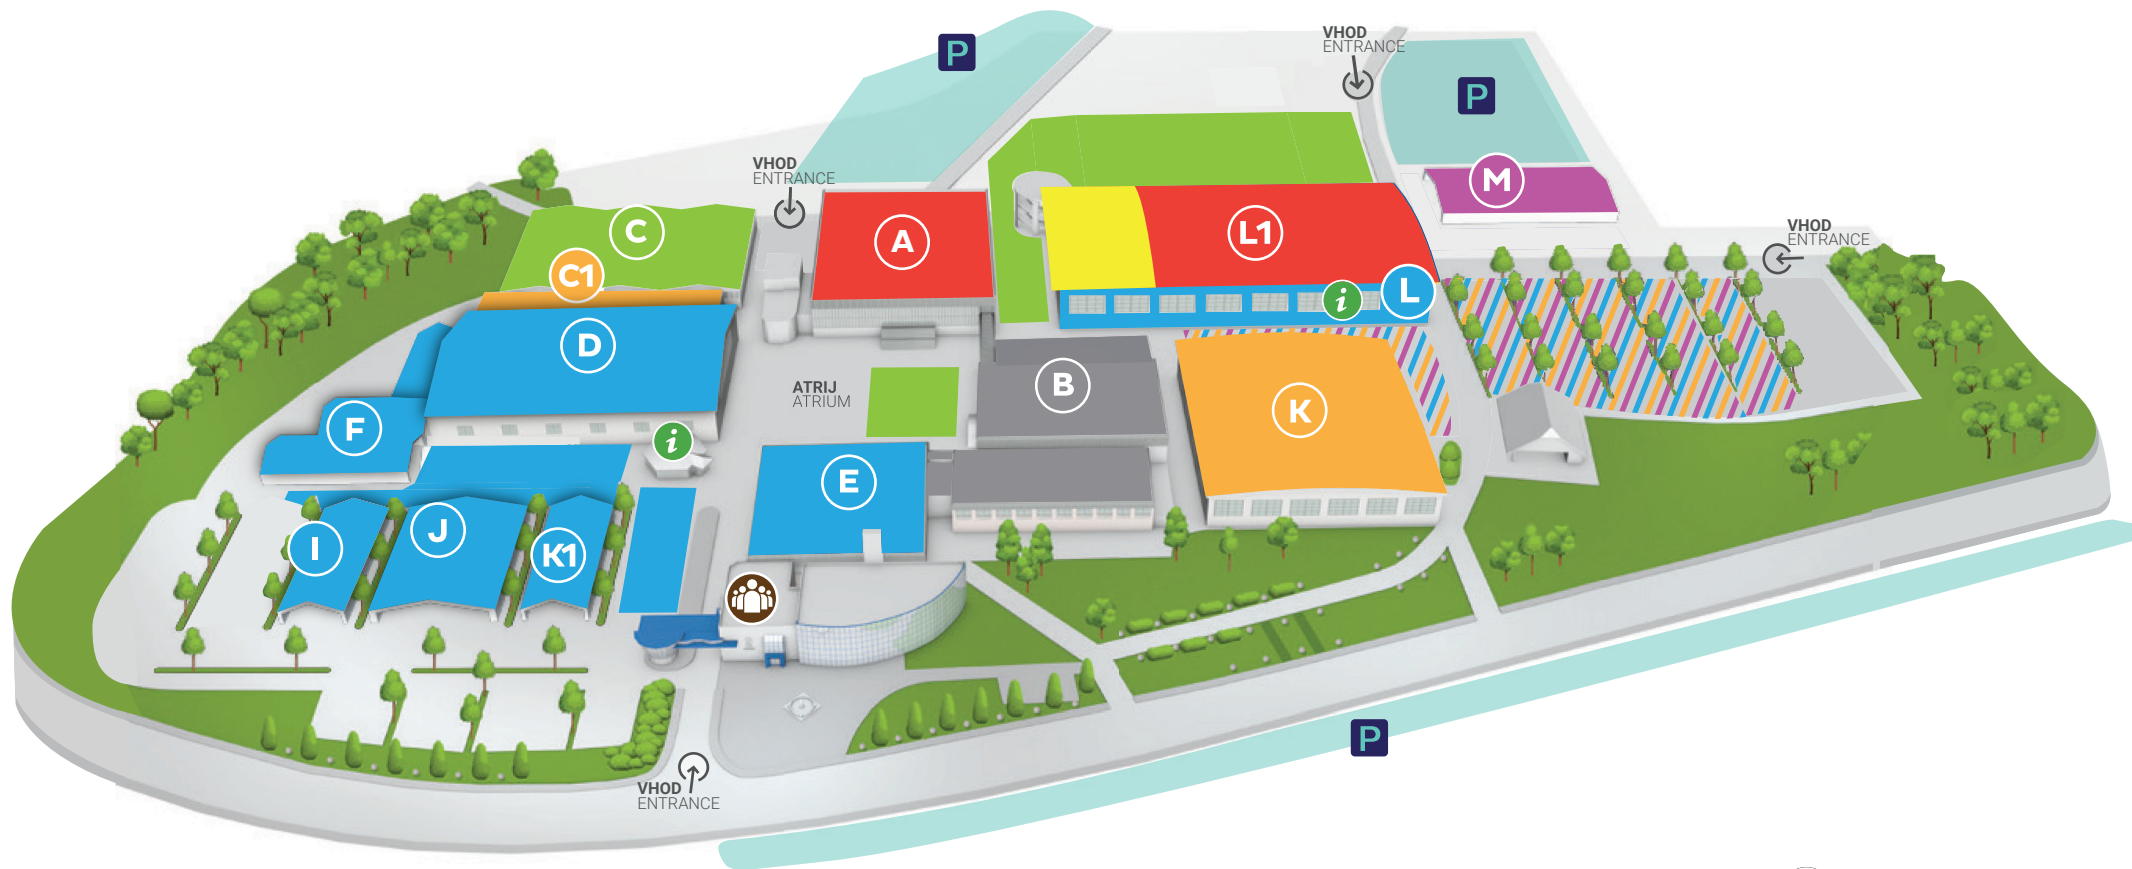 VHOD
ENTRANCE
P
P
VHOD
ENTRANCE
M
C
A
L1
VHOD
ENTRANCE
C1
i
L
D
ATRIJ
ATRIUM
B
K
F
i
E
I
J
K1
P
VHOD
ENTRANCE